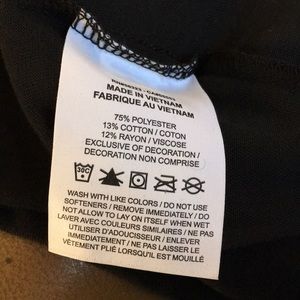 MADE IN VIETNAM
FABRIQUE AU VIETNAM
75% POLYESTER
13% COTTON / COTON
12% RAYON / VISCOSE
EXCLUSIVE OF DECORATION /
DECORATION NON COMPRISE
30C
WASH WITH LIKE COLORS / DO NOT USE
SOFTENERS / REMOVE IMMEDIATELY / DO
NOT ALLOW TO LAY ON ITSELF WHEN WET
LAVER AVEC COULEURS SIMILAIRES / NE PAS
UTILISER D'ADOUCISSEUR / ENLEVER
IMMÉDIATEMENT / NE PAS LAISSER LE
VÊTEMENT PLIÉ LORSQU'IL EST MOUILLÉ